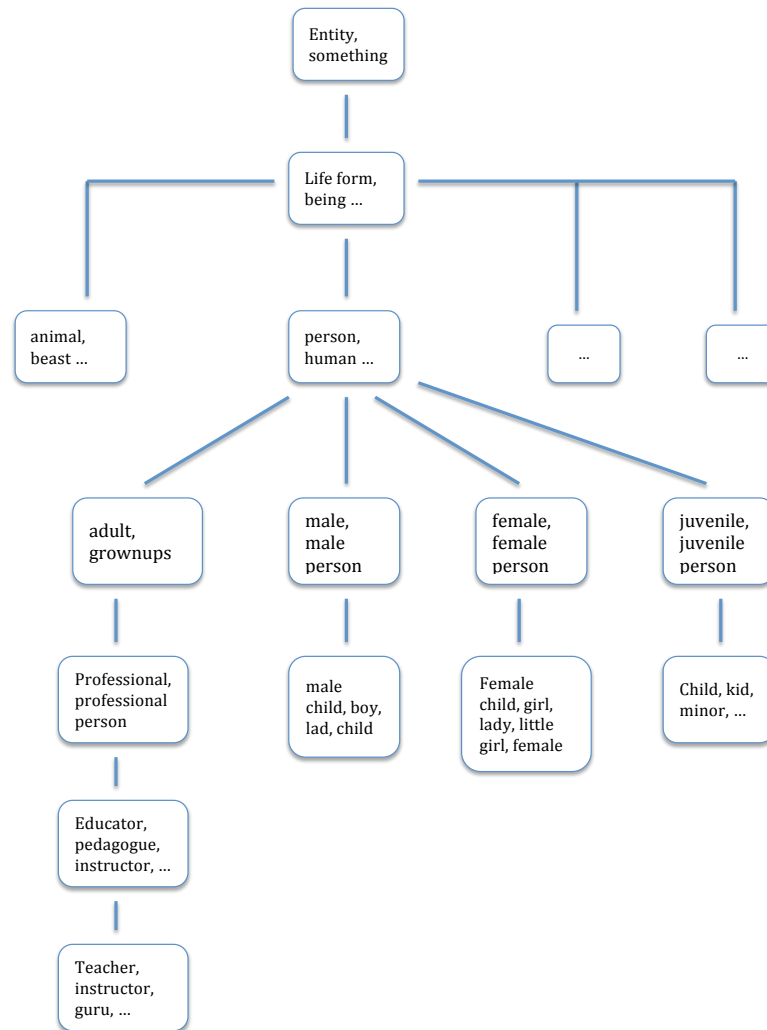 Entity,
something
Life form,
being ...
animal,
beast ...
person,
human ...
...
...
adult,
grownups
male,
male
person
female,
female
person
juvenile,
juvenile
person
Professional,
professional
person
male
child, boy,
lad, child
Female
child, girl,
lady, little
girl, female
Child, kid,
minor, ...
Educator,
pedagogue,
instructor, ...
Teacher,
instructor,
guru, ...